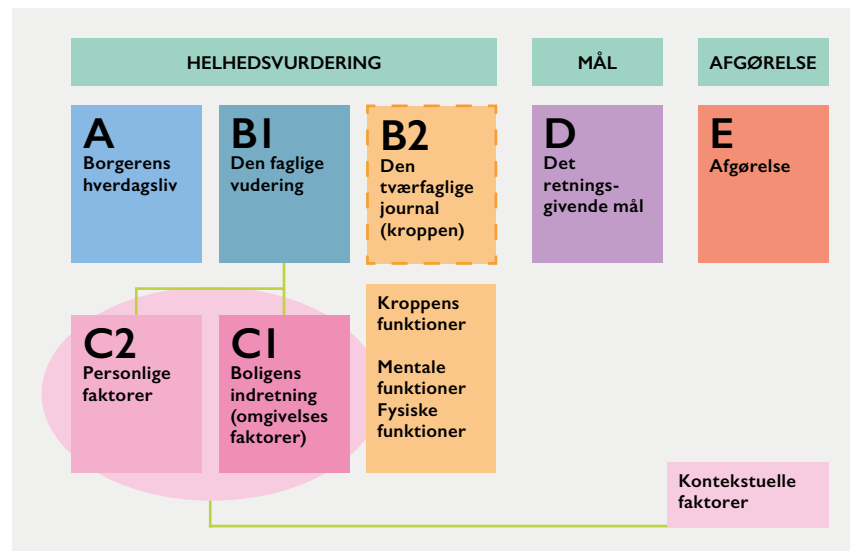 HELHEDSVURDERING
MÅL
AFGØRELSE
A
Borgerens
hverdagsliv
B1
Den faglige
vudering
B2
Den
tværfaglige
journal
(kroppen)
D
Det
retnings-
givende mål
E
Afgørelse
C2
Personlige
faktorer
C1
Boligens
indretning
(omgivelses
faktorer)
Kroppens
funktioner
Mentale
funktioner
Fysiske
funktioner
Kontekstuelle
faktorer